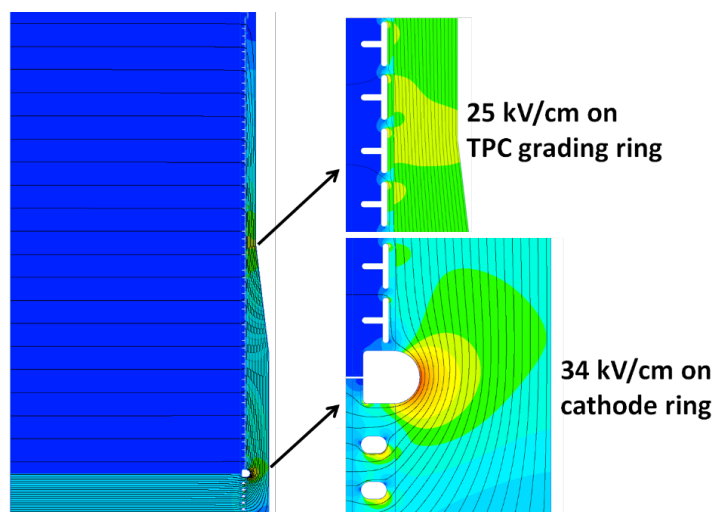 25 kV/cm on
TPC grading ring
34 kV/cm on
cathode ring